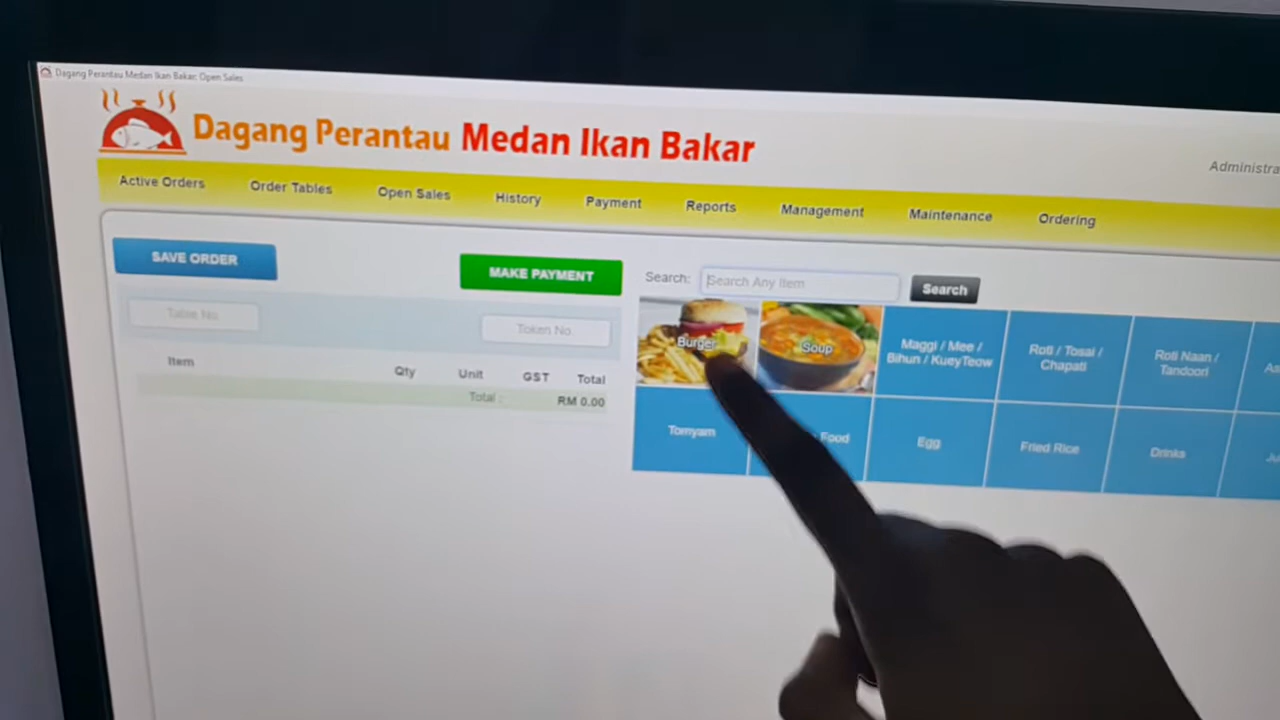 Dagang Perantau Medan Ikan Bakar: Open Sales
Dagang Perantau Medan Ikan Bakar
Administra
Active Orders Order Tables Open Sales History Payment Reports Management Maintenance Ordering
SAVE ORDER MAKE PAYMENT Search: Search Any Item Search
Table No. Token No.
Item Qty Unit GST Total
Total : RM 0.00
Burger
Soup
Maggi / Mee /
Bihun / KueyTeow
Roti / Tosai /
Chapati
Roti Naan /
Tandoori
As
Tomyam
Food
Egg
Fried Rice
Drinks
Ju